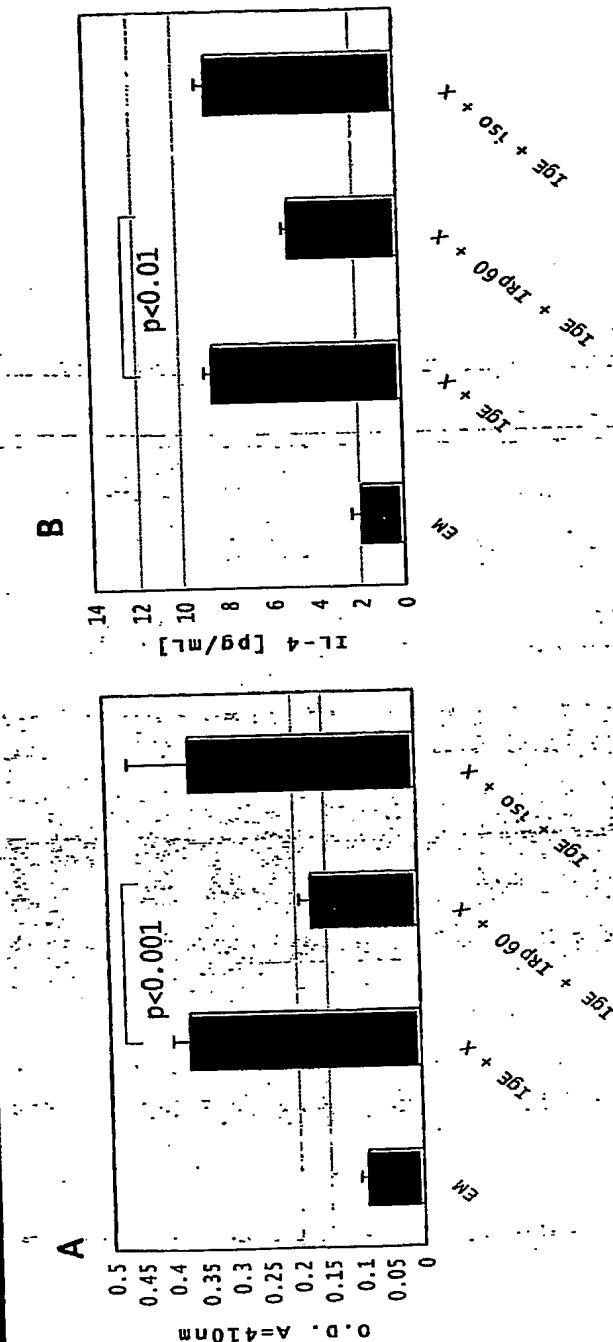 A
O.D. A=410nm
0.5
0.45
0.4
0.35
0.3
0.25
0.2
0.15
0.1
0.05
0
p<0.001
EM
IgE + X
IgE + IRp60 + X
IgE + iso + X
B
IL-4 [pg/mL]
14
12
10
8
6
4
2
0
p<0.01
EM
IgE + X
IgE + IRp60 + X
IgE + iso + X